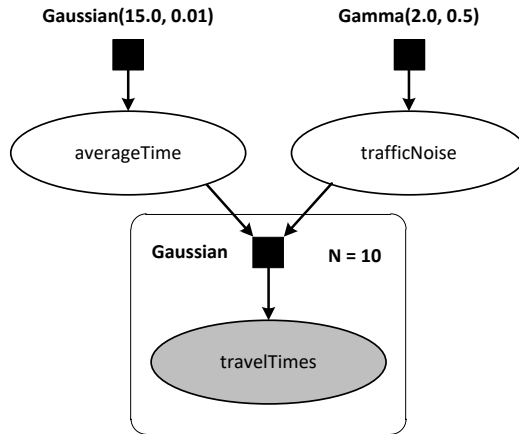 Gaussian(15.0, 0.01)
Gamma(2.0, 0.5)
averageTime
trafficNoise
Gaussian
N = 10
travelTimes